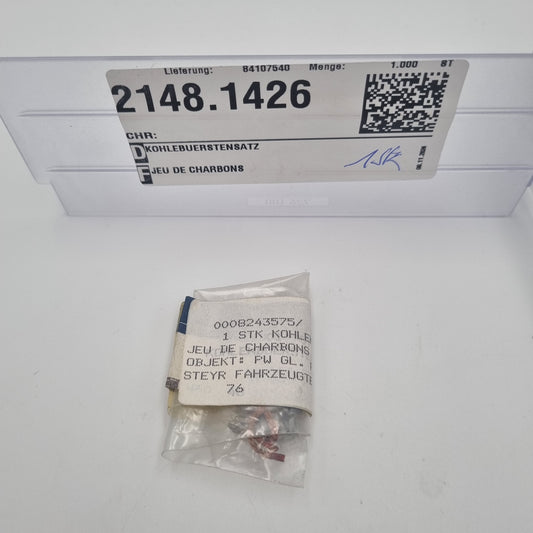 Lieferung: 84107540 Menge: 1.000 ST
2148.1426
CHR:
D KOHLEBUERSTENSATZ
F JEU DE CHARBONS
0008243575/
1 STK KOHLE
JEU DE CHARBONS
OBJEKT: PW GL.
STEYR FAHRZEUGTE
76